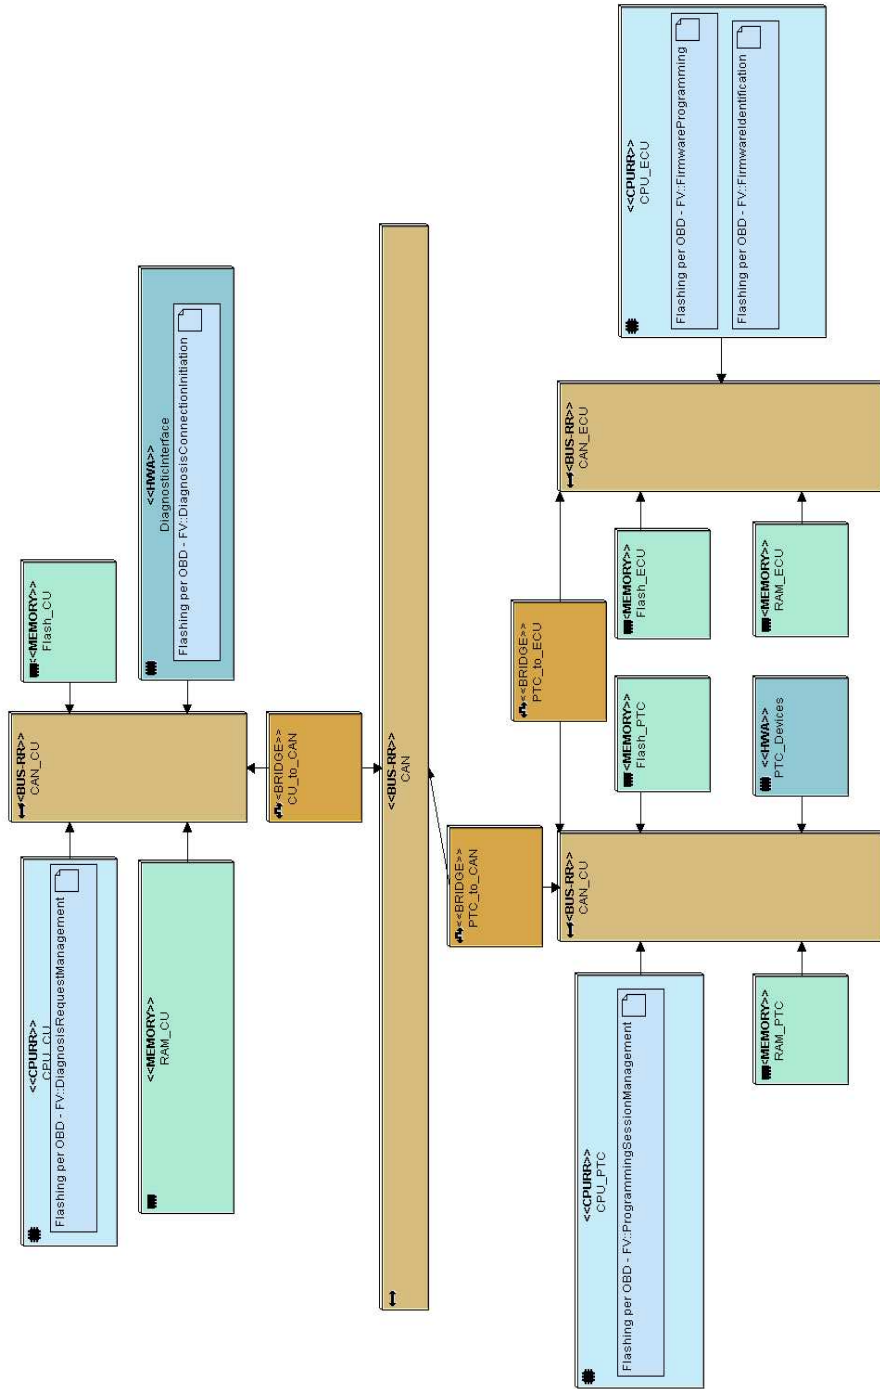 <<CPURR>>
CPU_CU
Flashing per OBD - FV::DiagnosisRequestManagement
<<BUS-RR>>
CAN_CU
<<MEMORY>>
Flash_CU
<<MEMORY>>
RAM_CU
<<HWA>>
DiagnosticInterface
Flashing per OBD - FV::DiagnosisConnectionInitiation
<<BRIDGE>>
CU_to_CAN
<<BUS-RR>>
CAN
<<BRIDGE>>
PTC_to_CAN
<<BRIDGE>>
PTC_to_ECU
<<CPURR>>
CPU_PTC
Flashing per OBD - FV::ProgrammingSessionManagement
<<BUS-RR>>
CAN_CU
<<MEMORY>>
Flash_PTC
<<MEMORY>>
Flash_ECU
<<BUS-RR>>
CAN_ECU
<<CPURR>>
CPU_ECU
Flashing per OBD - FV::FirmwareProgramming
Flashing per OBD - FV::FirmwareIdentification
<<MEMORY>>
RAM_PTC
<<HWA>>
PTC_Devices
<<MEMORY>>
RAM_ECU